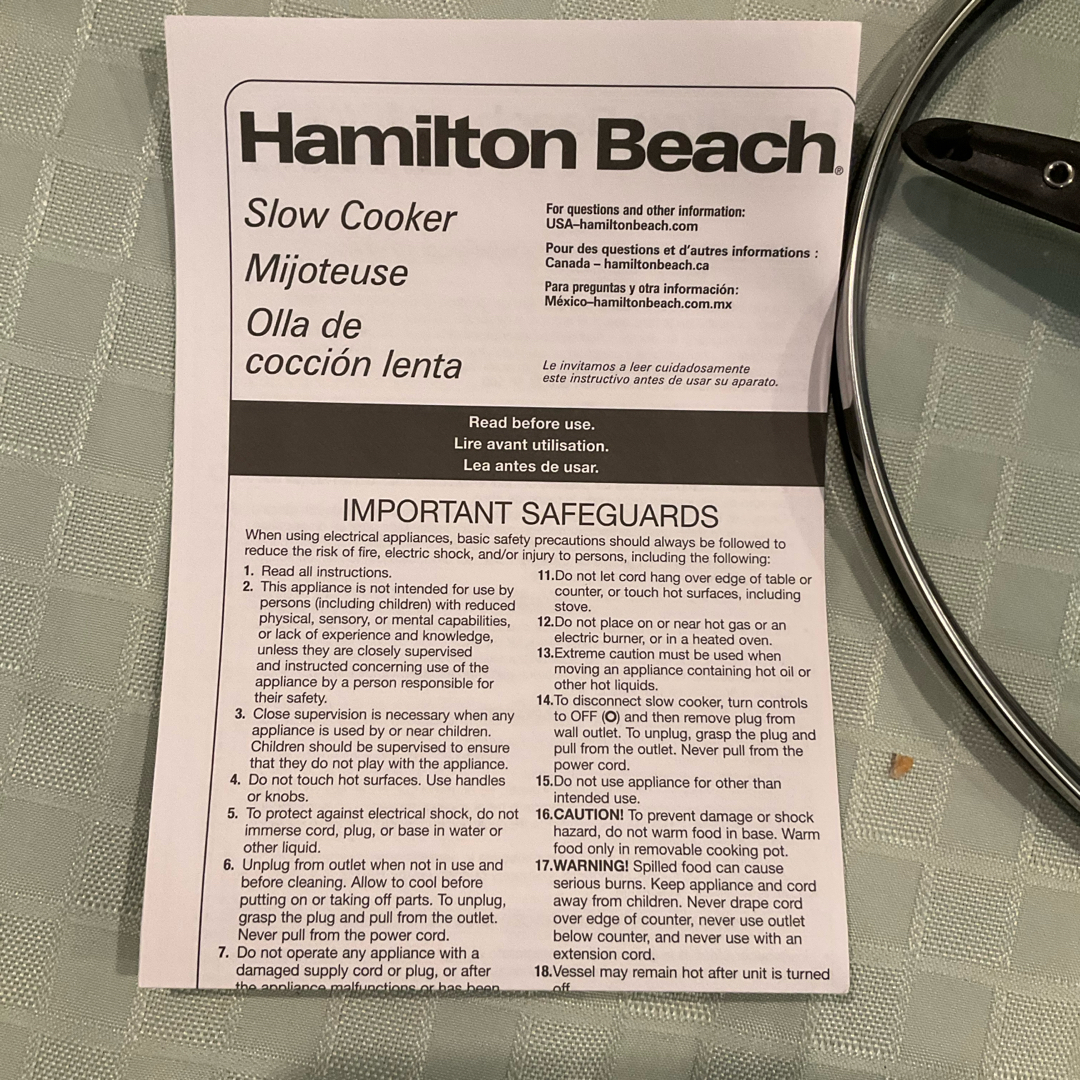 Hamilton Beach®
Slow Cooker
Mijoteuse
Olla de
cocción lenta
For questions and other information:
USA–hamiltonbeach.com
Pour des questions et d'autres informations :
Canada – hamiltonbeach.ca
Para preguntas y otra información:
México–hamiltonbeach.com.mx
Le invitamos a leer cuidadosamente
este instructivo antes de usar su aparato.
Read before use.
Lire avant utilisation.
Lea antes de usar.
IMPORTANT SAFEGUARDS
When using electrical appliances, basic safety precautions should always be followed to
reduce the risk of fire, electric shock, and/or injury to persons, including the following:
1. Read all instructions.
2. This appliance is not intended for use by
persons (including children) with reduced
physical, sensory, or mental capabilities,
or lack of experience and knowledge,
unless they are closely supervised
and instructed concerning use of the
appliance by a person responsible for
their safety.
3. Close supervision is necessary when any
appliance is used by or near children.
Children should be supervised to ensure
that they do not play with the appliance.
4. Do not touch hot surfaces. Use handles
or knobs.
5. To protect against electrical shock, do not
immerse cord, plug, or base in water or
other liquid.
6. Unplug from outlet when not in use and
before cleaning. Allow to cool before
putting on or taking off parts. To unplug,
grasp the plug and pull from the outlet.
Never pull from the power cord.
7. Do not operate any appliance with a
damaged supply cord or plug, or after
the appliance malfunctions or has been
11.Do not let cord hang over edge of table or
counter, or touch hot surfaces, including
stove.
12.Do not place on or near hot gas or an
electric burner, or in a heated oven.
13.Extreme caution must be used when
moving an appliance containing hot oil or
other hot liquids.
14.To disconnect slow cooker, turn controls
to OFF (O) and then remove plug from
wall outlet. To unplug, grasp the plug and
pull from the outlet. Never pull from the
power cord.
15.Do not use appliance for other than
intended use.
16.CAUTION! To prevent damage or shock
hazard, do not warm food in base. Warm
food only in removable cooking pot.
17.WARNING! Spilled food can cause
serious burns. Keep appliance and cord
away from children. Never drape cord
over edge of counter, never use outlet
below counter, and never use with an
extension cord.
18.Vessel may remain hot after unit is turned
off